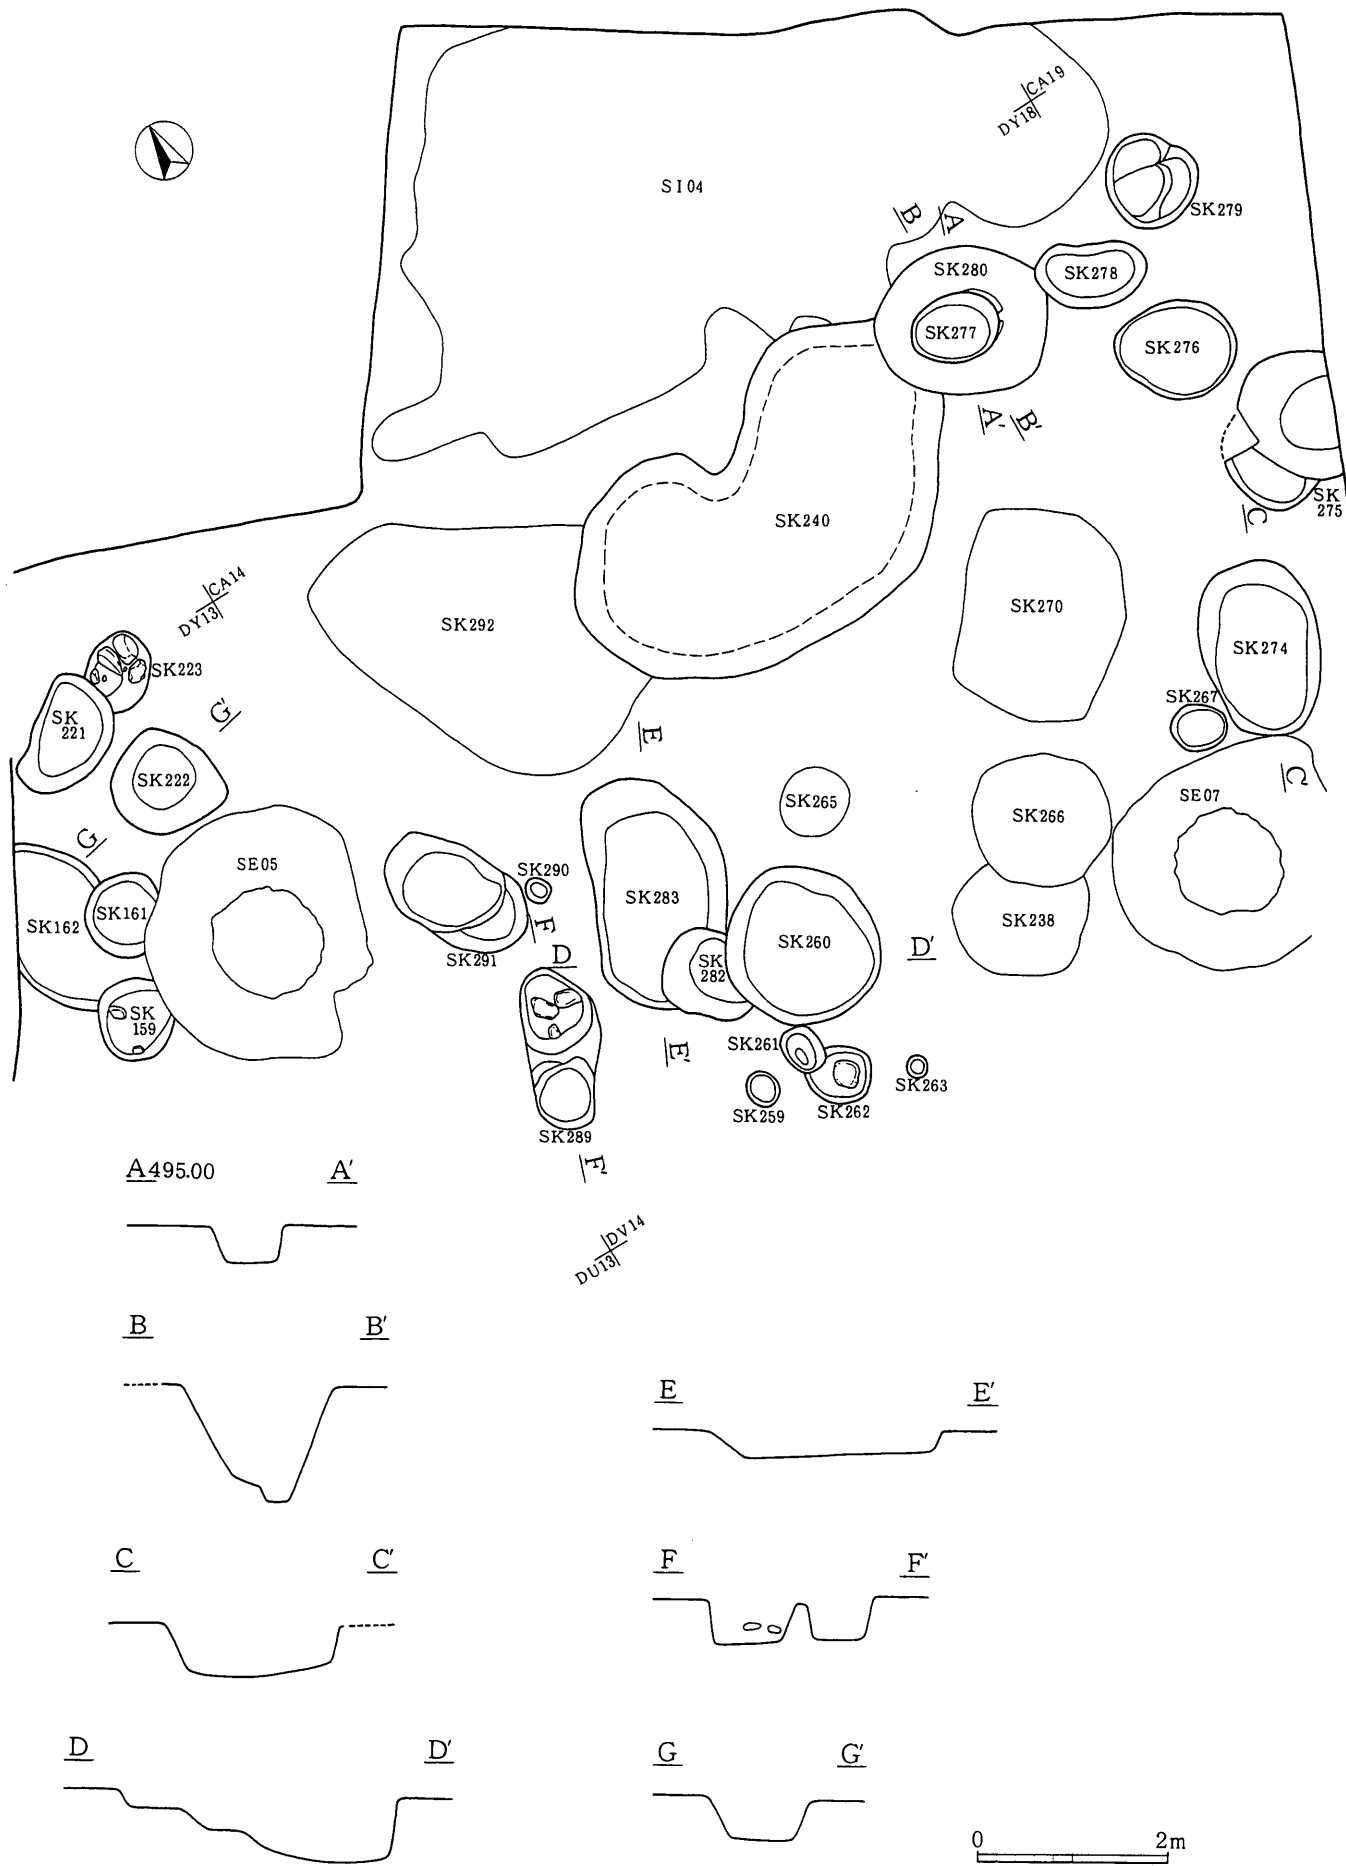 CA19
DY18
SI04
SK279
B
A
SK280
SK278
SK277
SK276
A'
B'
SK
275
C
SK240
CA14
DY13
SK292
SK270
SK274
SK223
SK267
G'
SK
221
E
C'
SK222
SK265
SE07
SK266
G
SE05
SK290
SK283
SK161
SK162
F
SK260
SK238
SK291
D
SK
282
D'
SK
159
SK261
E'
SK263
SK259
SK262
SK289
F'
A 495.00
A'
DV14
DU13
B
B'
E
E'
C
C'
F
F'
D
D'
G
G'
0
2m